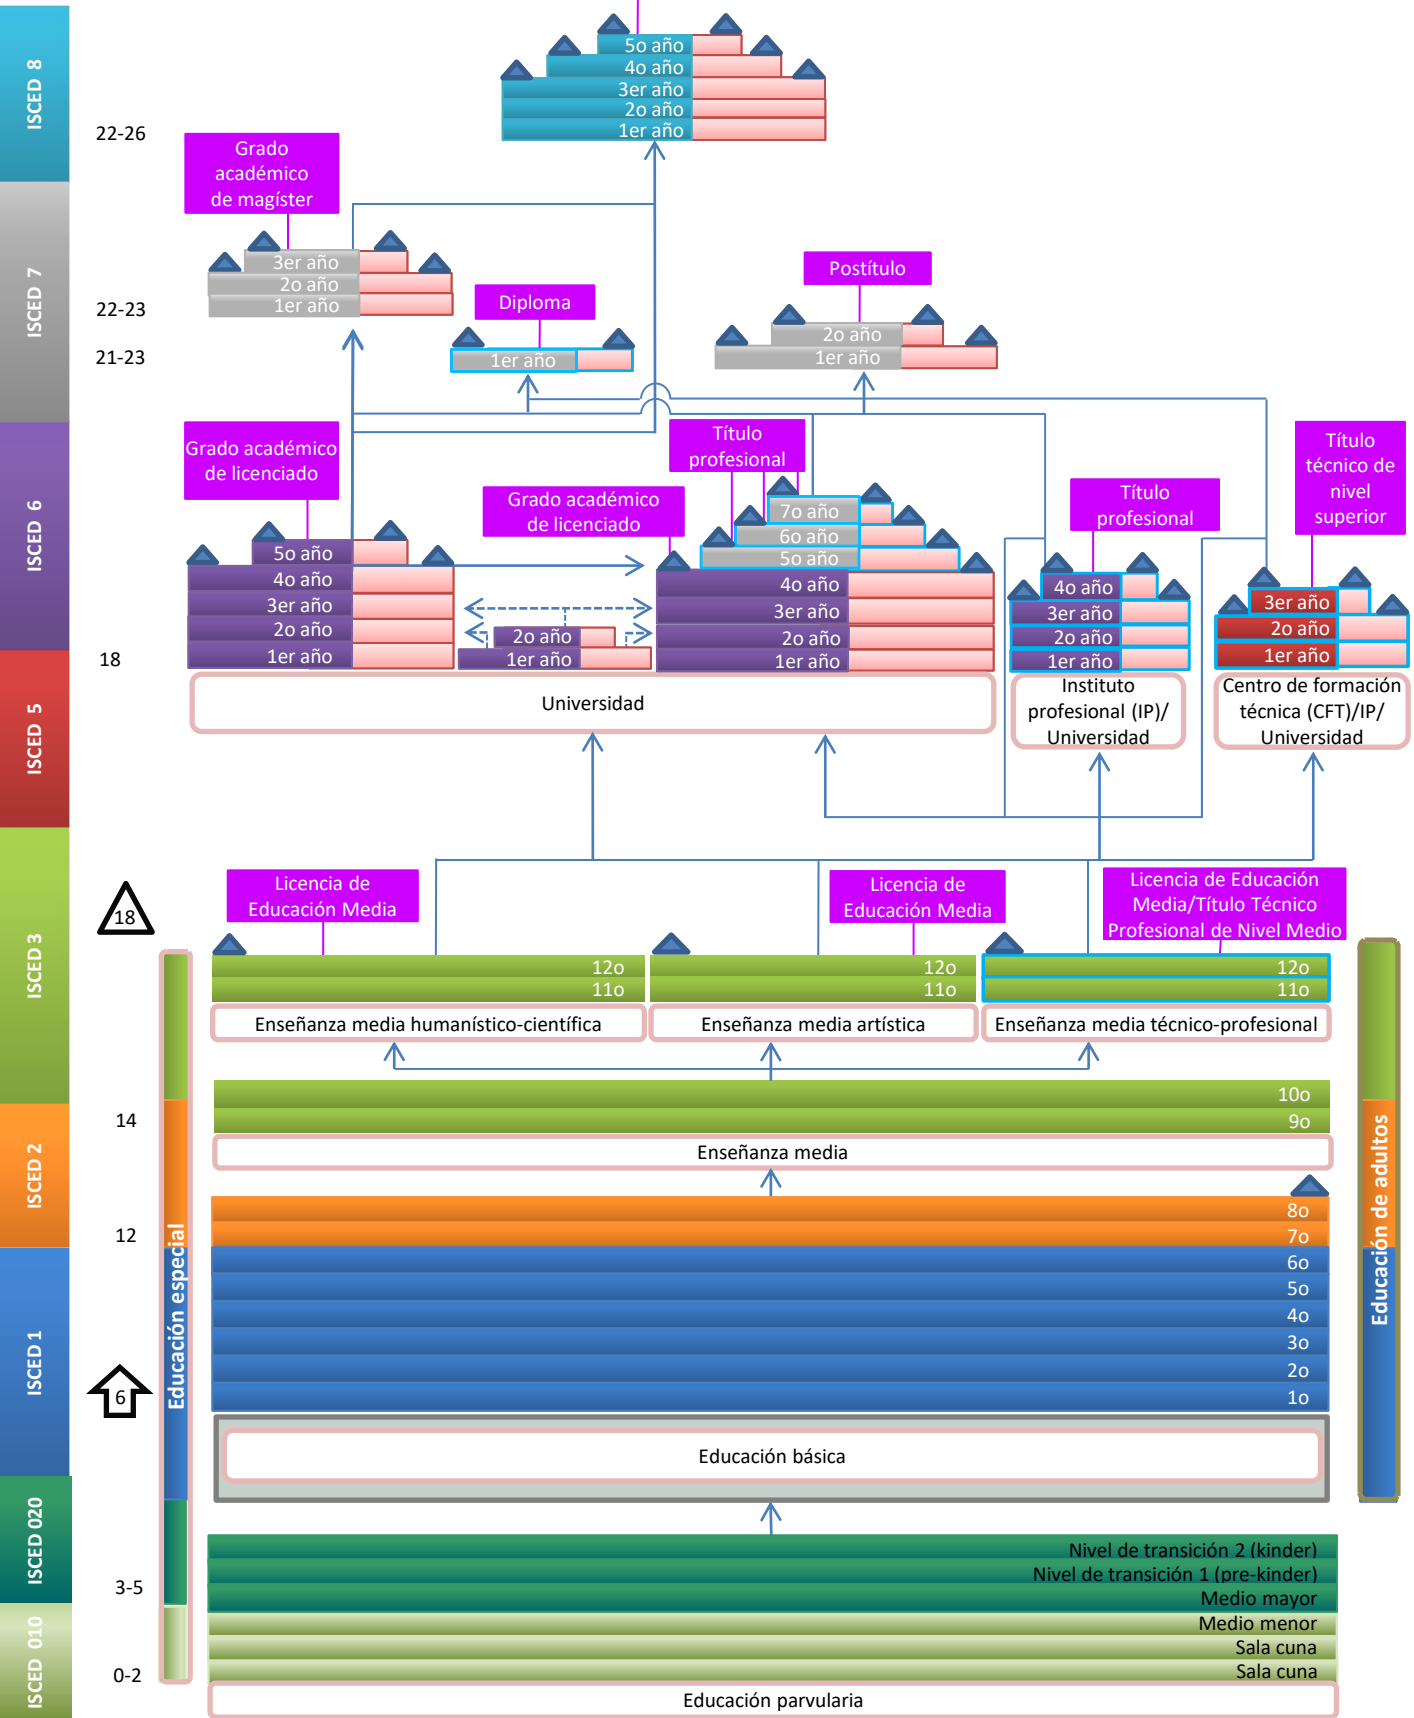 ISCED 8
22-26
5o año
4o año
3er año
2o año
1er año
Grado
académico
de magíster
ISCED 7
22-23
21-23
3er año
2o año
1er año
Diploma
1er año
Postítulo
2o año
1er año
ISCED 6
Grado académico
de licenciado
5o año
4o año
3er año
2o año
1er año
Grado académico
de licenciado
2o año
1er año
Título
profesional
7o año
6o año
5o año
4o año
3er año
2o año
1er año
Título
profesional
4o año
3er año
2o año
1er año
Título
técnico de
nivel
superior
3er año
2o año
1er año
18
ISCED 5
Universidad
Instituto
profesional (IP)/
Universidad
Centro de formación
técnica (CFT)/IP/
Universidad
ISCED 3
18
Licencia de
Educación Media
Licencia de
Educación Media
Licencia de Educación
Media/Título Técnico
Profesional de Nivel Medio
12o
11o
12o
11o
12o
11o
Enseñanza media humanístico-científica
Enseñanza media artística
Enseñanza media técnico-profesional
10o
9o
14
Enseñanza media
ISCED 2
12
8o
7o
6o
5o
4o
3o
2o
1o
ISCED 1
6
Educación especial
Educación de adultos
Educación básica
ISCED 020
3-5
Nivel de transición 2 (kinder)
Nivel de transición 1 (pre-kinder)
Medio mayor
Medio menor
Sala cuna
Sala cuna
ISCED 010
0-2
Educación parvularia